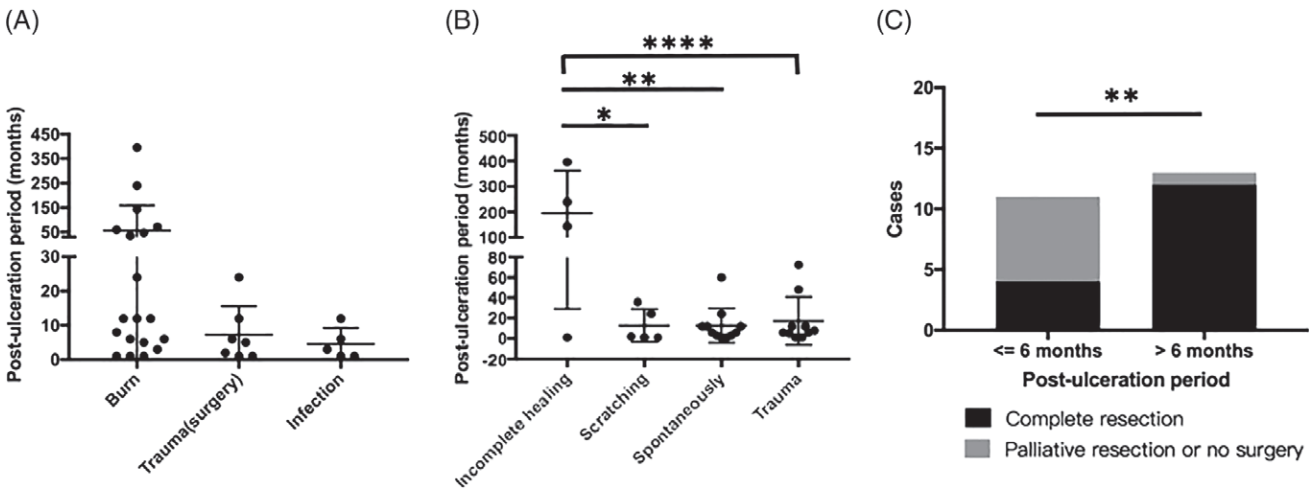 (A)
Post-ulceration period (months)
450
350
250
150
50
30
20
10
0
Burn
Trauma(surgery)
Infection
(B)
****
**
*
Post-ulceration period (months)
500
400
300
200
100
80
60
40
20
0
-20
Incomplete healing
Scratching
Spontaneously
Trauma
(C)
**
Cases
20
15
10
5
0
<= 6 months
> 6 months
Post-ulceration period
Complete resection
Palliative resection or no surgery